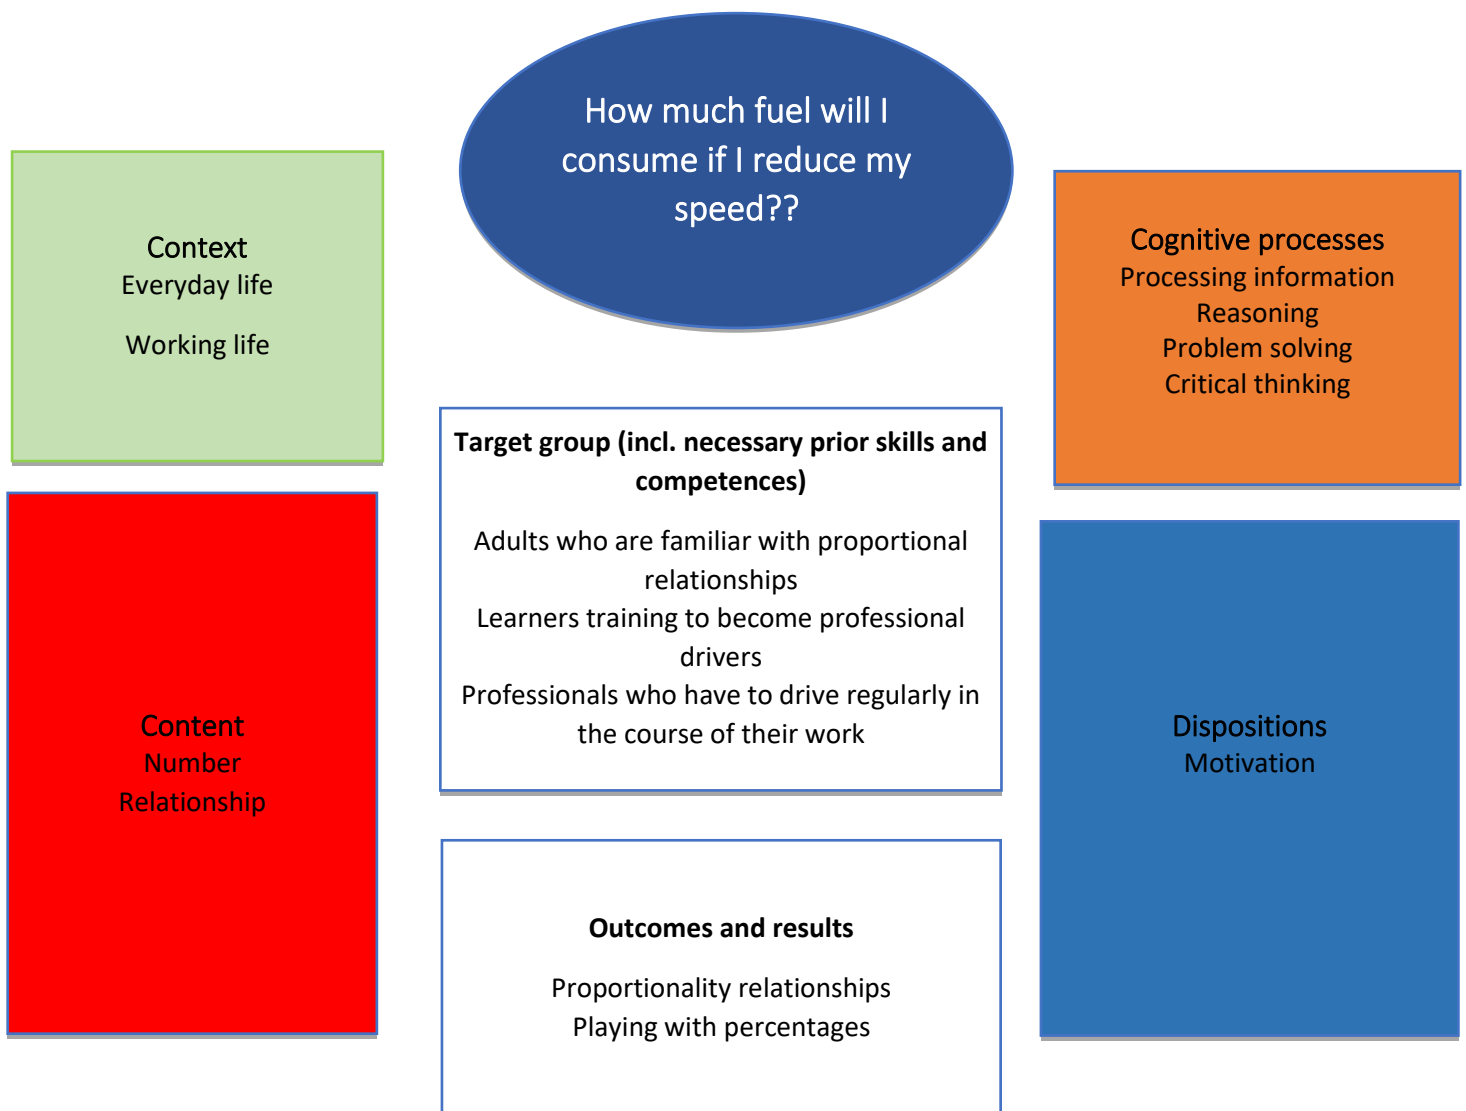 How much fuel will I
consume if I reduce my
speed??
Context
Everyday life
Working life
Cognitive processes
Processing information
Reasoning
Problem solving
Critical thinking
Target group (incl. necessary prior skills and
competences)
Adults who are familiar with proportional
relationships
Learners training to become professional
drivers
Professionals who have to drive regularly in
the course of their work
Content
Number
Relationship
Dispositions
Motivation
Outcomes and results
Proportionality relationships
Playing with percentages